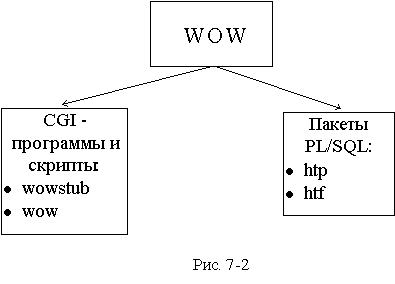 WOW
CGI -
программы и
скрипты:
• wowstub
• wow
Пакеты
PL/SQL:
• htp
• htf
Рис. 7-2